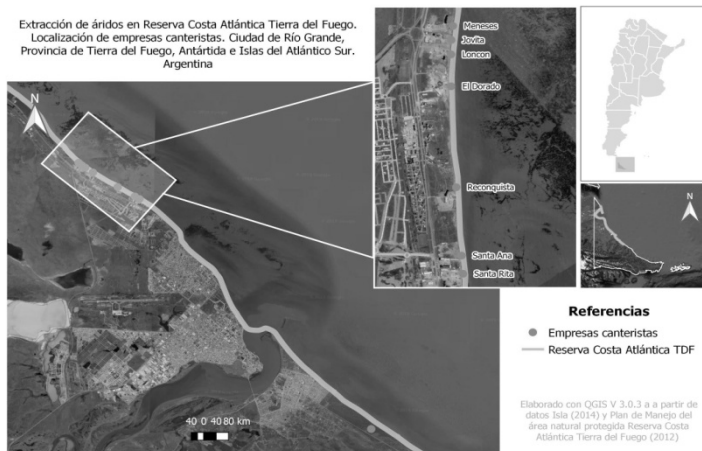 Extracción de áridos en Reserva Costa Atlántica Tierra del Fuego.
Localización de empresas canteristas. Ciudad de Río Grande,
Provincia de Tierra del Fuego, Antártida e Islas del Atlántico Sur.
Argentina
N
40 0 40 80 km
Meneses
Jovita
Loncon
El Dorado
Reconquista
Santa Ana
Santa Rita
N
Referencias
Empresas canteristas
Reserva Costa Atlántica TDF
Elaborado con QGIS V 3.0.3 a a partir de
datos Isla (2014) y Plan de Manejo del
área natural protegida Reserva Costa
Atlántica Tierra del Fuego (2012)